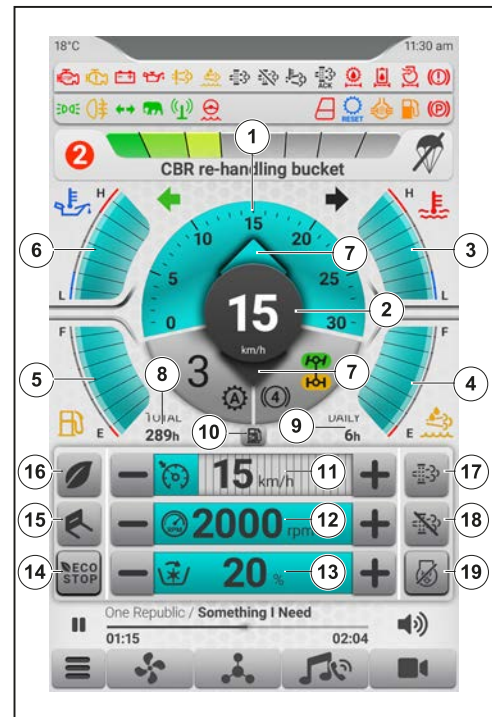 18°C 11:30 am
ACK
RESET
2
CBR re-handling bucket
1
H H
0 5 10 15 20 25 30
7
6 3
15
km/h
2
L L
F F
5 4
3
A 4
7
8
TOTAL
289h
10
9
DAILY
6h
E E
16 15 km/h 11 17
15 RPM 2000 rpm 12 18
14 ECO STOP 20 % 13 19
One Republic / Something I Need
01:15 02:04